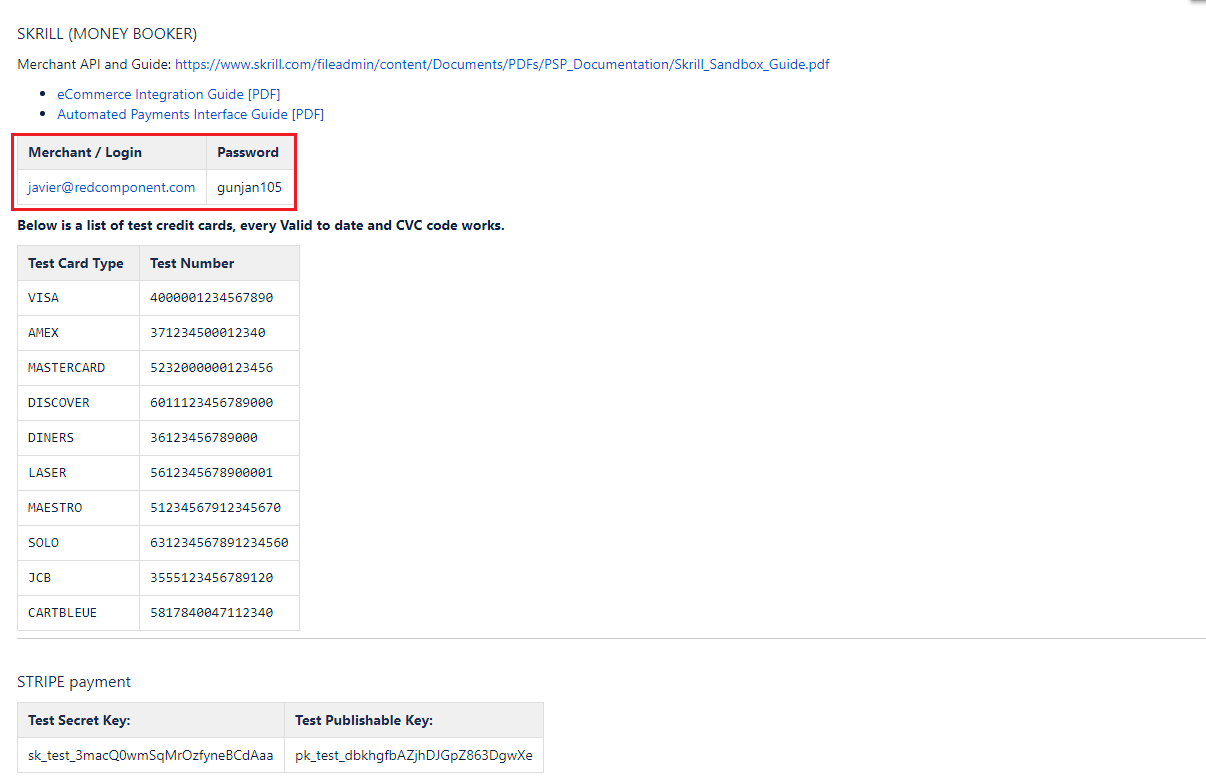 SKRILL (MONEY BOOKER)
Merchant API and Guide: https://www.skrill.com/fileadmin/content/Documents/PDFs/PSP_Documentation/Skrill_Sandbox_Guide.pdf
• eCommerce Integration Guide [PDF]
• Automated Payments Interface Guide [PDF]
Merchant / Login Password
javier@redcomponent.com gunjan105
Below is a list of test credit cards, every Valid to date and CVC code works.
Test Card Type Test Number
VISA 4000001234567890
AMEX 371234500012340
MASTERCARD 5232000000123456
DISCOVER 6011123456789000
DINERS 36123456789000
LASER 5612345678900001
MAESTRO 51234567912345670
SOLO 631234567891234560
JCB 3555123456789120
CARTBLEUE 5817840047112340
STRIPE payment
Test Secret Key: Test Publishable Key:
sk_test_3macQ0wmSqMrOzfyneBCdAaa pk_test_dbkhgfbAZjhDJGpZ863DgwXe